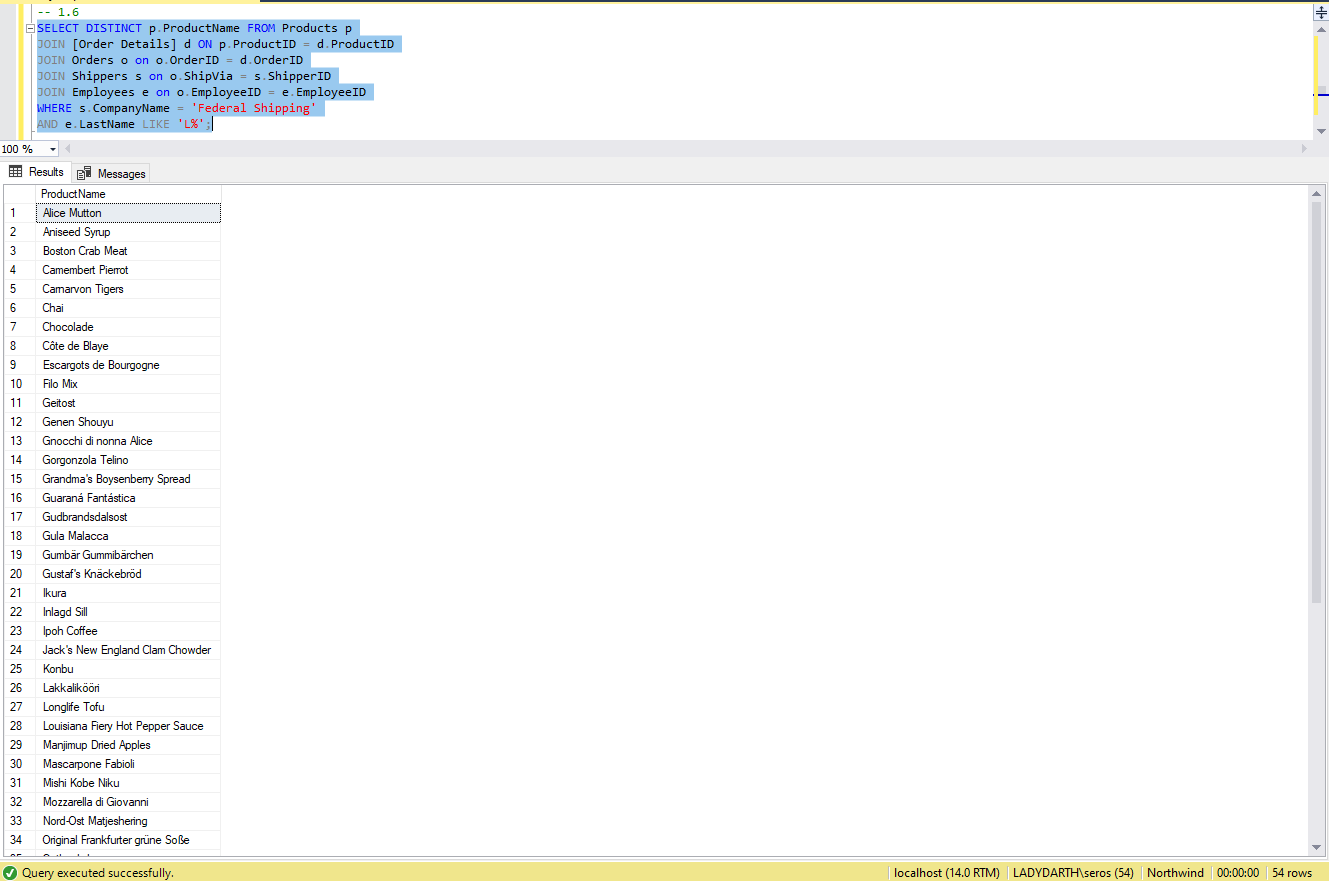 -- 1.6
SELECT DISTINCT p.ProductName FROM Products p
JOIN [Order Details] d ON p.ProductID = d.ProductID
JOIN Orders o on o.OrderID = d.OrderID
JOIN Shippers s on o.ShipVia = s.ShipperID
JOIN Employees e on o.EmployeeID = e.EmployeeID
WHERE s.CompanyName = 'Federal Shipping'
AND e.LastName LIKE 'L%';
100 %
Results Messages
ProductName
1 Alice Mutton
2 Aniseed Syrup
3 Boston Crab Meat
4 Camembert Pierrot
5 Carnarvon Tigers
6 Chai
7 Chocolade
8 Côte de Blaye
9 Escargots de Bourgogne
10 Filo Mix
11 Geitost
12 Genen Shouyu
13 Gnocchi di nonna Alice
14 Gorgonzola Telino
15 Grandma's Boysenberry Spread
16 Guaraná Fantástica
17 Gudbrandsdalsost
18 Gula Malacca
19 Gumbär Gummibärchen
20 Gustaf's Knäckebröd
21 Ikura
22 Inlagd Sill
23 Ipoh Coffee
24 Jack's New England Clam Chowder
25 Konbu
26 Lakkalikööri
27 Longlife Tofu
28 Louisiana Fiery Hot Pepper Sauce
29 Manjimup Dried Apples
30 Mascarpone Fabioli
31 Mishi Kobe Niku
32 Mozzarella di Giovanni
33 Nord-Ost Matjeshering
34 Original Frankfurter grüne Soße
Query executed successfully. localhost (14.0 RTM) LADYDARTH\seros (54) Northwind 00:00:00 54 rows